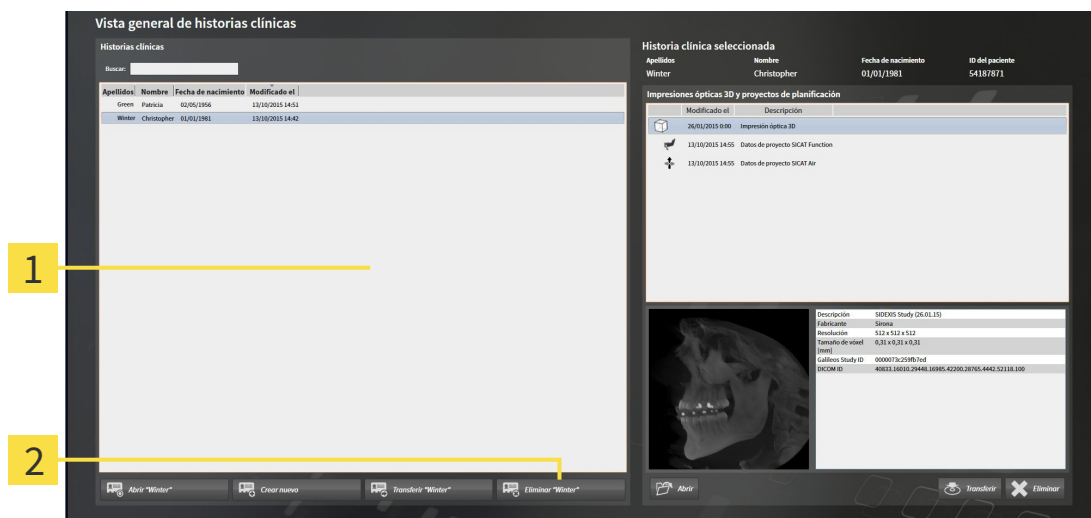 Vista general de historias clínicas
Historias clínicas
Buscar:
Apellidos Nombre Fecha de nacimiento Modificado el
Green Patricia 02/05/1956 13/10/2015 14:51
Winter Christopher 01/01/1981 13/10/2015 14:42
1
2
Abrir "Winter" Crear nuevo Transferir "Winter" Eliminar "Winter"
Historia clínica seleccionada
Apellidos Nombre Fecha de nacimiento ID del paciente
Winter Christopher 01/01/1981 54187871
Impresiones ópticas 3D y proyectos de planificación
Modificado el Descripción
26/01/2015 0:00 Impresión óptica 3D
13/10/2015 14:55 Datos de proyecto SICAT Function
13/10/2015 14:55 Datos de proyecto SICAT Air
Descripción SIDEXIS Study (26.01.15)
Fabricante Sirona
Resolución 512 x 512 x 512
Tamaño de vóxel 0,31 x 0,31 x 0,31
[mm]
Galileos Study ID 0000073c259fb7ed
DICOM ID 40833.16010.29448.16985.42200.28765.4442.52118.100
Abrir Transferir Eliminar